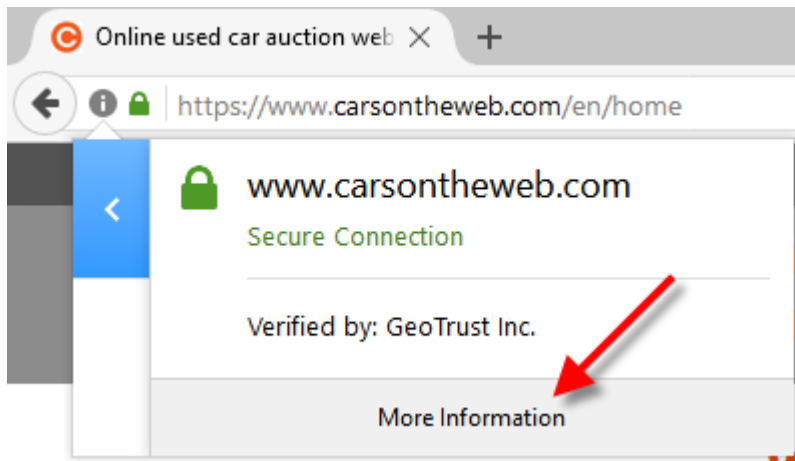 Online used car auction web
https://www.carsontheweb.com/en/home
www.carsontheweb.com
Secure Connection
Verified by: GeoTrust Inc.
More Information